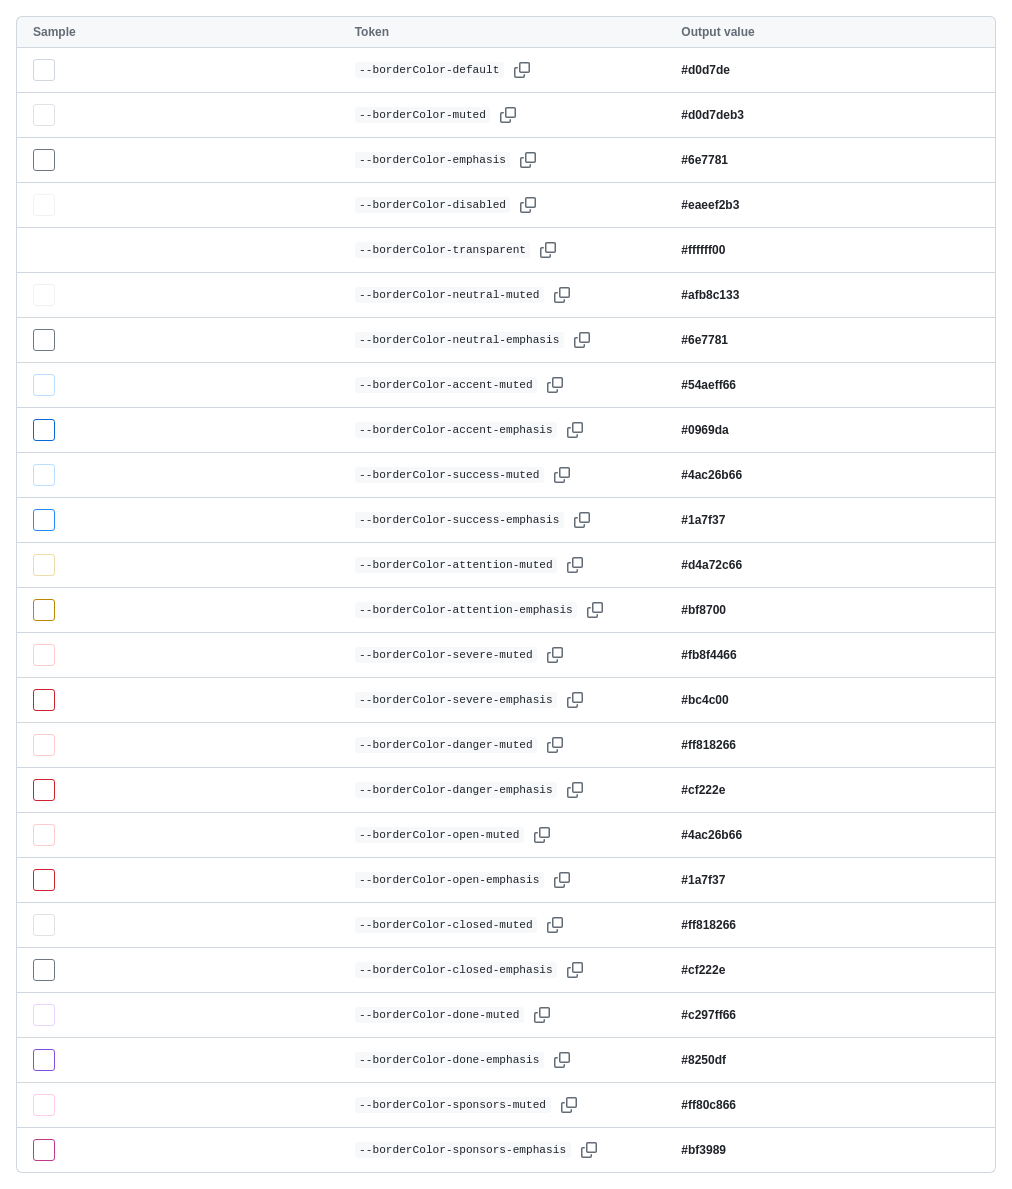 Sample Token Output value
--borderColor-default #d0d7de
--borderColor-muted #d0d7deb3
--borderColor-emphasis #6e7781
--borderColor-disabled #eaeef2b3
--borderColor-transparent #ffffff00
--borderColor-neutral-muted #afb8c133
--borderColor-neutral-emphasis #6e7781
--borderColor-accent-muted #54aeff66
--borderColor-accent-emphasis #0969da
--borderColor-success-muted #4ac26b66
--borderColor-success-emphasis #1a7f37
--borderColor-attention-muted #d4a72c66
--borderColor-attention-emphasis #bf8700
--borderColor-severe-muted #fb8f4466
--borderColor-severe-emphasis #bc4c00
--borderColor-danger-muted #ff818266
--borderColor-danger-emphasis #cf222e
--borderColor-open-muted #4ac26b66
--borderColor-open-emphasis #1a7f37
--borderColor-closed-muted #ff818266
--borderColor-closed-emphasis #cf222e
--borderColor-done-muted #c297ff66
--borderColor-done-emphasis #8250df
--borderColor-sponsors-muted #ff80c866
--borderColor-sponsors-emphasis #bf3989